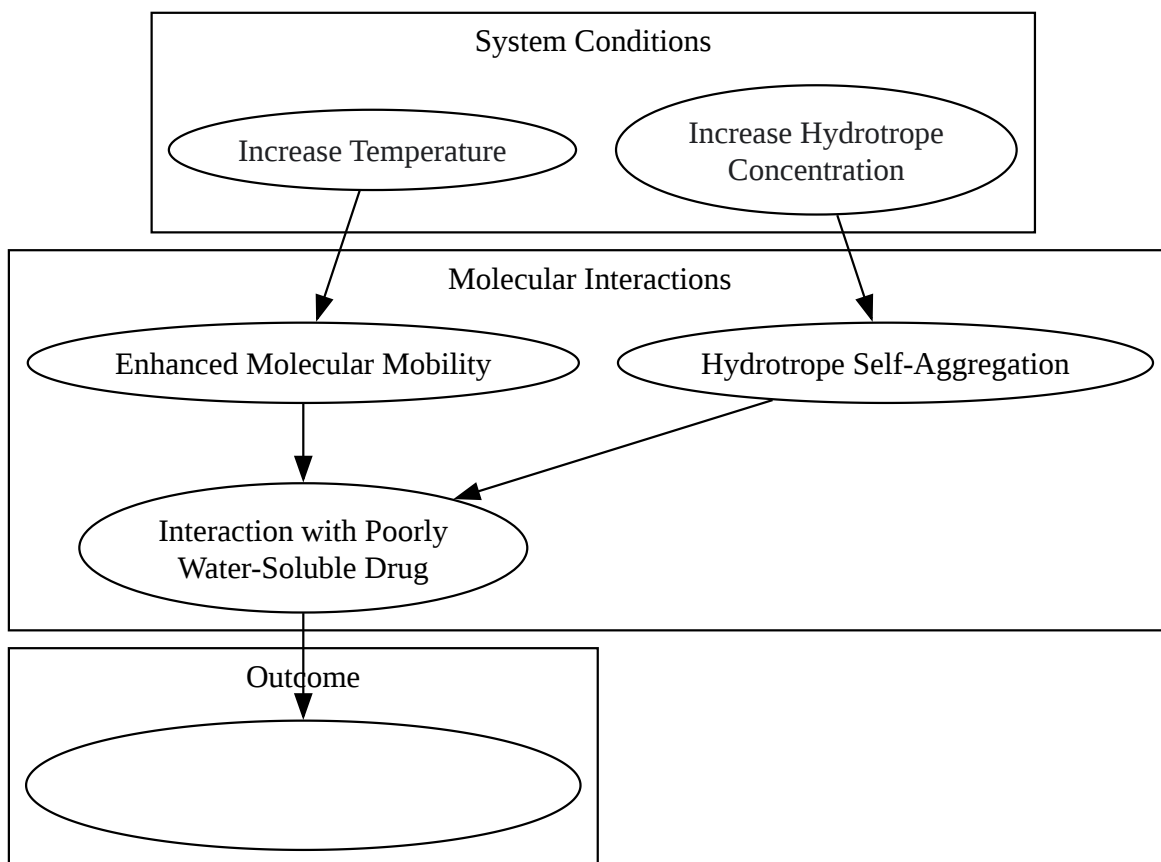 System Conditions
Increase Temperature
Increase Hydrotrope
Concentration
Molecular Interactions
Enhanced Molecular Mobility
Hydrotrope Self-Aggregation
Interaction with Poorly
Water-Soluble Drug
Outcome